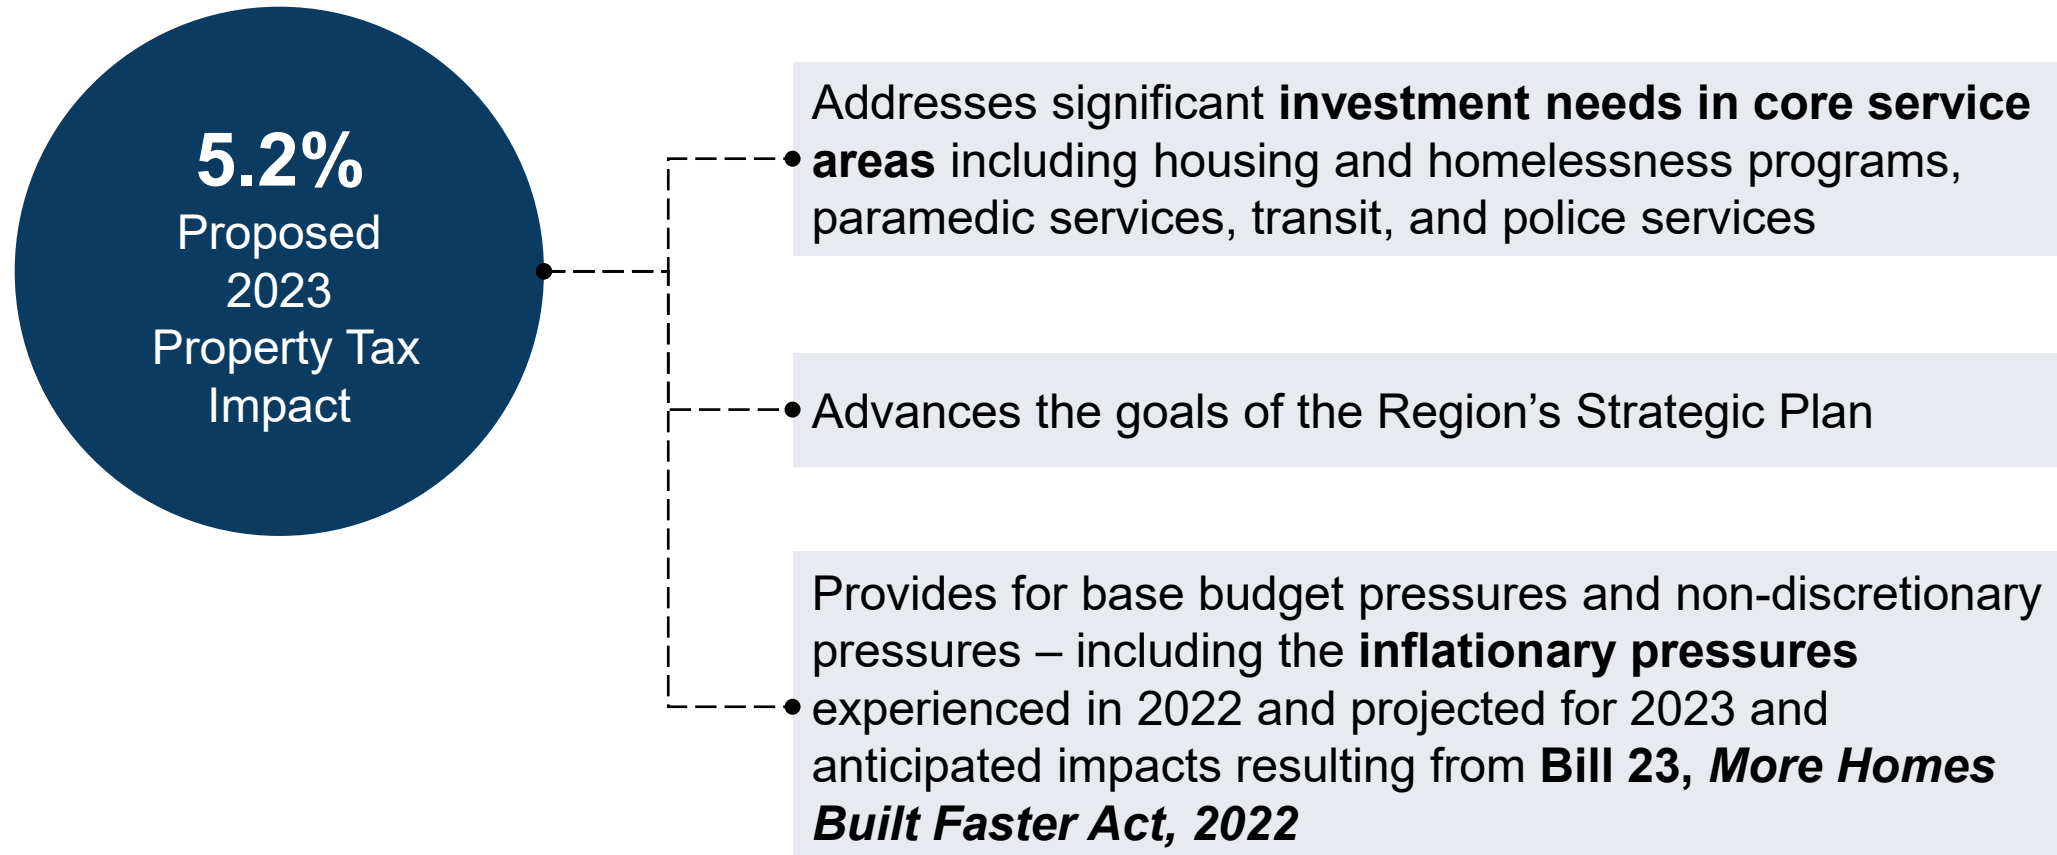 5.2%
Proposed
2023
Property Tax
Impact
Addresses significant investment needs in core service
areas including housing and homelessness programs,
paramedic services, transit, and police services
Advances the goals of the Region’s Strategic Plan
Provides for base budget pressures and non-discretionary
pressures – including the inflationary pressures
experienced in 2022 and projected for 2023 and
anticipated impacts resulting from Bill 23, More Homes
Built Faster Act, 2022